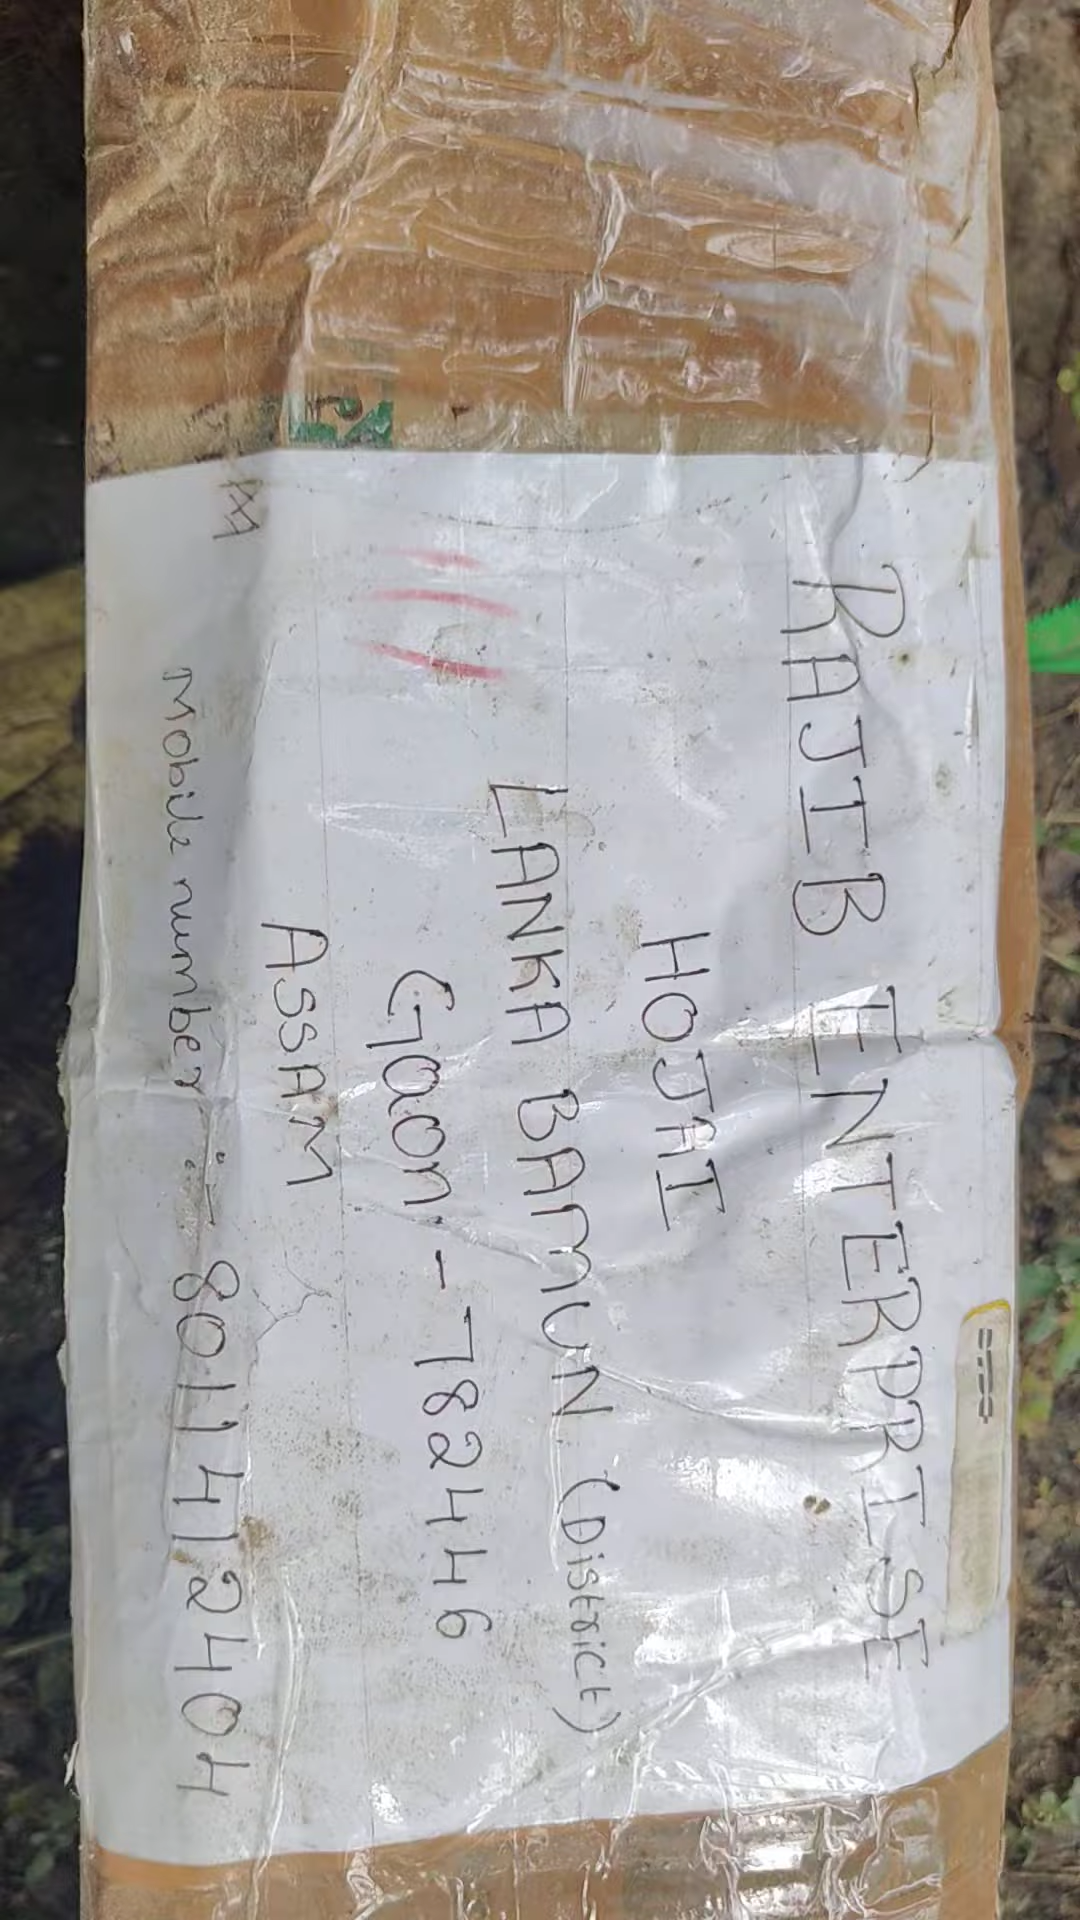 RAJIB ENTERPRISE
HOJAI
LANKA BAMUN (District)
Gaon - 782446
ASSAM
Mobile number :- 8011412404